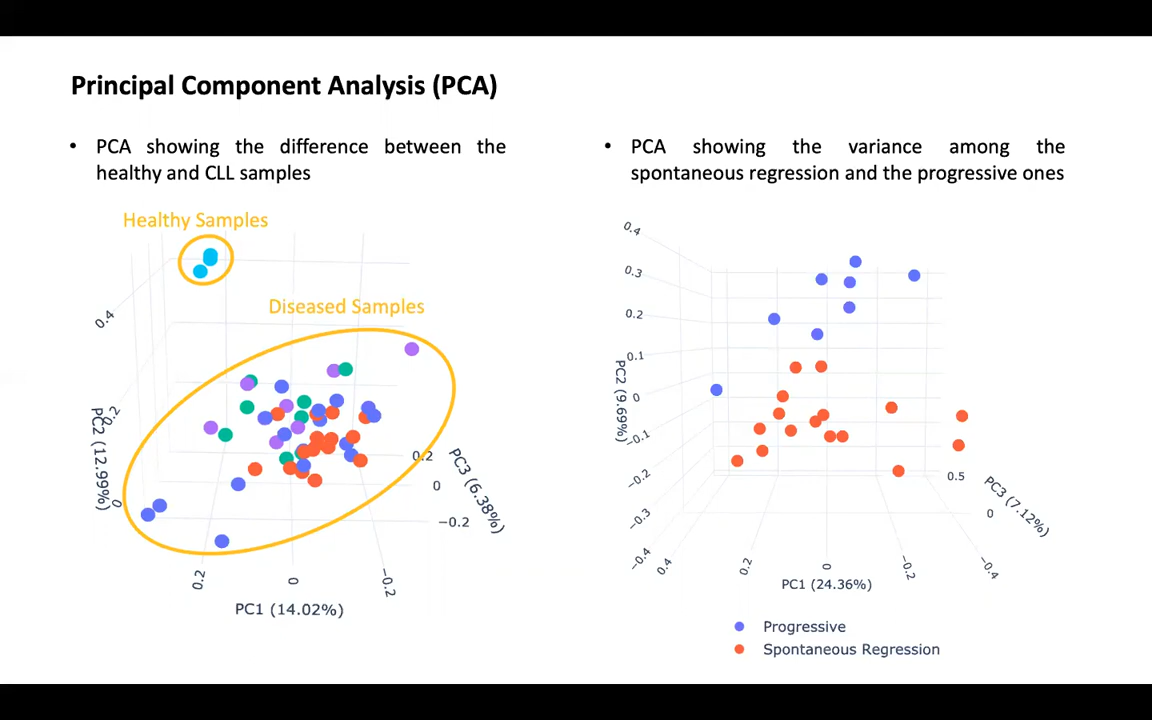 Principal Component Analysis (PCA)
• PCA showing the difference between the
healthy and CLL samples
Healthy Samples
Diseased Samples
0.4
0.2
0
PC2 (12.99%)
0.2
0
−0.2
PC3 (6.38%)
0.2
0
−0.2
PC1 (14.02%)
• PCA showing the variance among the
spontaneous regression and the progressive ones
0.4
0.3
0.2
0.1
0
−0.1
−0.2
−0.3
−0.4
PC2 (9.69%)
0.5
0
PC3 (7.12%)
0.4
0.2
0
−0.2
−0.4
PC1 (24.36%)
Progressive
Spontaneous Regression